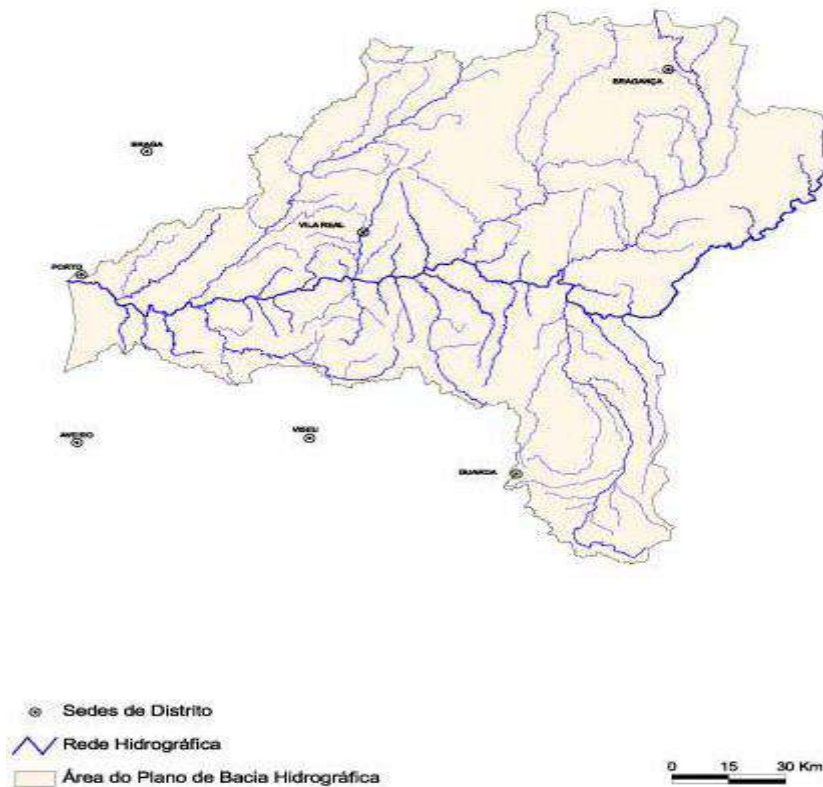 BRAGANÇA
BRAGA
VILA REAL
PORTO
AVEIRO
VISEU
GUARDA
Sedes de Distrito
Rede Hidrográfica
Área do Plano de Bacia Hidrográfica
0 15 30 Km